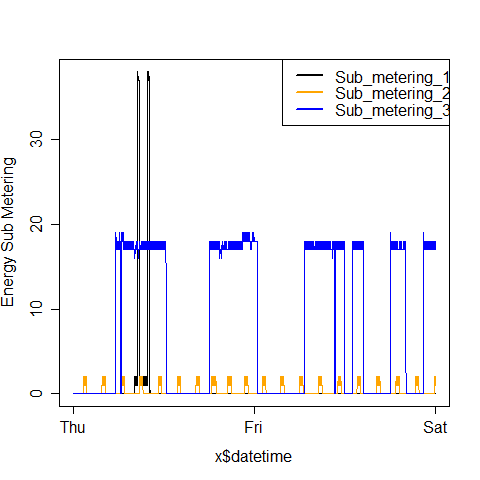 Sub_metering_1
Sub_metering_2
Sub_metering_3
Energy Sub Metering
30
20
10
0
Thu Fri Sat
x$datetime